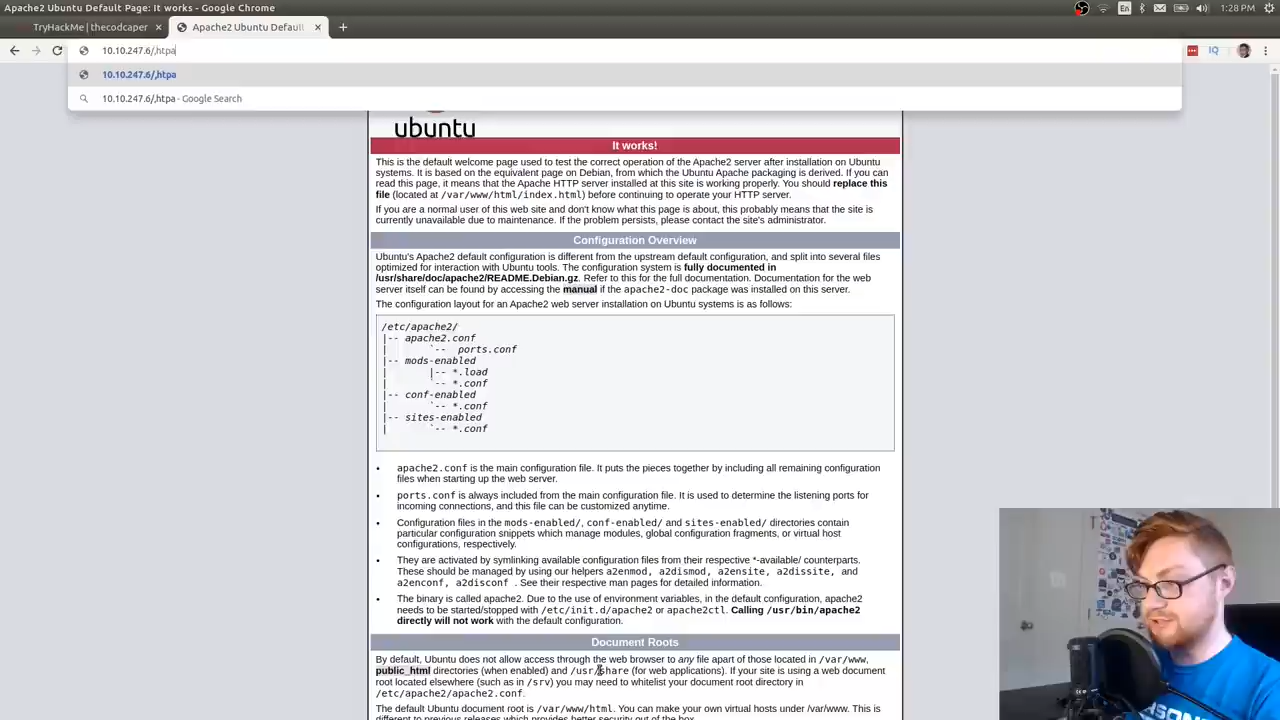 Apache2 Ubuntu Default Page: It works - Google Chrome
En
1:28 PM
TryHackMe | thecodcaper
Apache2 Ubuntu Defaul
10.10.247.6/,htpa
IQ
10.10.247.6/,htpa
10.10.247.6/,htpa - Google Search
ubuntu
It works!
This is the default welcome page used to test the correct operation of the Apache2 server after installation on Ubuntu
systems. It is based on the equivalent page on Debian, from which the Ubuntu Apache packaging is derived. If you can
read this page, it means that the Apache HTTP server installed at this site is working properly. You should replace this
file (located at /var/www/html/index.html) before continuing to operate your HTTP server.
If you are a normal user of this web site and don't know what this page is about, this probably means that the site is
currently unavailable due to maintenance. If the problem persists, please contact the site's administrator.
Configuration Overview
Ubuntu's Apache2 default configuration is different from the upstream default configuration, and split into several files
optimized for interaction with Ubuntu tools. The configuration system is fully documented in
/usr/share/doc/apache2/README.Debian.gz. Refer to this for the full documentation. Documentation for the web
server itself can be found by accessing the manual if the apache2-doc package was installed on this server.
The configuration layout for an Apache2 web server installation on Ubuntu systems is as follows:
/etc/apache2/
|-- apache2.conf
| `-- ports.conf
|-- mods-enabled
| |-- *.load
| `-- *.conf
|-- conf-enabled
| `-- *.conf
|-- sites-enabled
| `-- *.conf
• apache2.conf is the main configuration file. It puts the pieces together by including all remaining configuration
files when starting up the web server.
• ports.conf is always included from the main configuration file. It is used to determine the listening ports for
incoming connections, and this file can be customized anytime.
• Configuration files in the mods-enabled/, conf-enabled/ and sites-enabled/ directories contain
particular configuration snippets which manage modules, global configuration fragments, or virtual host
configurations, respectively.
• They are activated by symlinking available configuration files from their respective *-available/ counterparts.
These should be managed by using our helpers a2enmod, a2dismod, a2ensite, a2dissite, and
a2enconf, a2disconf . See their respective man pages for detailed information.
• The binary is called apache2. Due to the use of environment variables, in the default configuration, apache2
needs to be started/stopped with /etc/init.d/apache2 or apache2ctl. Calling /usr/bin/apache2
directly will not work with the default configuration.
Document Roots
By default, Ubuntu does not allow access through the web browser to any file apart of those located in /var/www,
public_html directories (when enabled) and /usr/share (for web applications). If your site is using a web document
root located elsewhere (such as in /srv) you may need to whitelist your document root directory in
/etc/apache2/apache2.conf.
The default Ubuntu document root is /var/www/html. You can make your own virtual hosts under /var/www. This is
different to previous releases which provides better security out of the box.